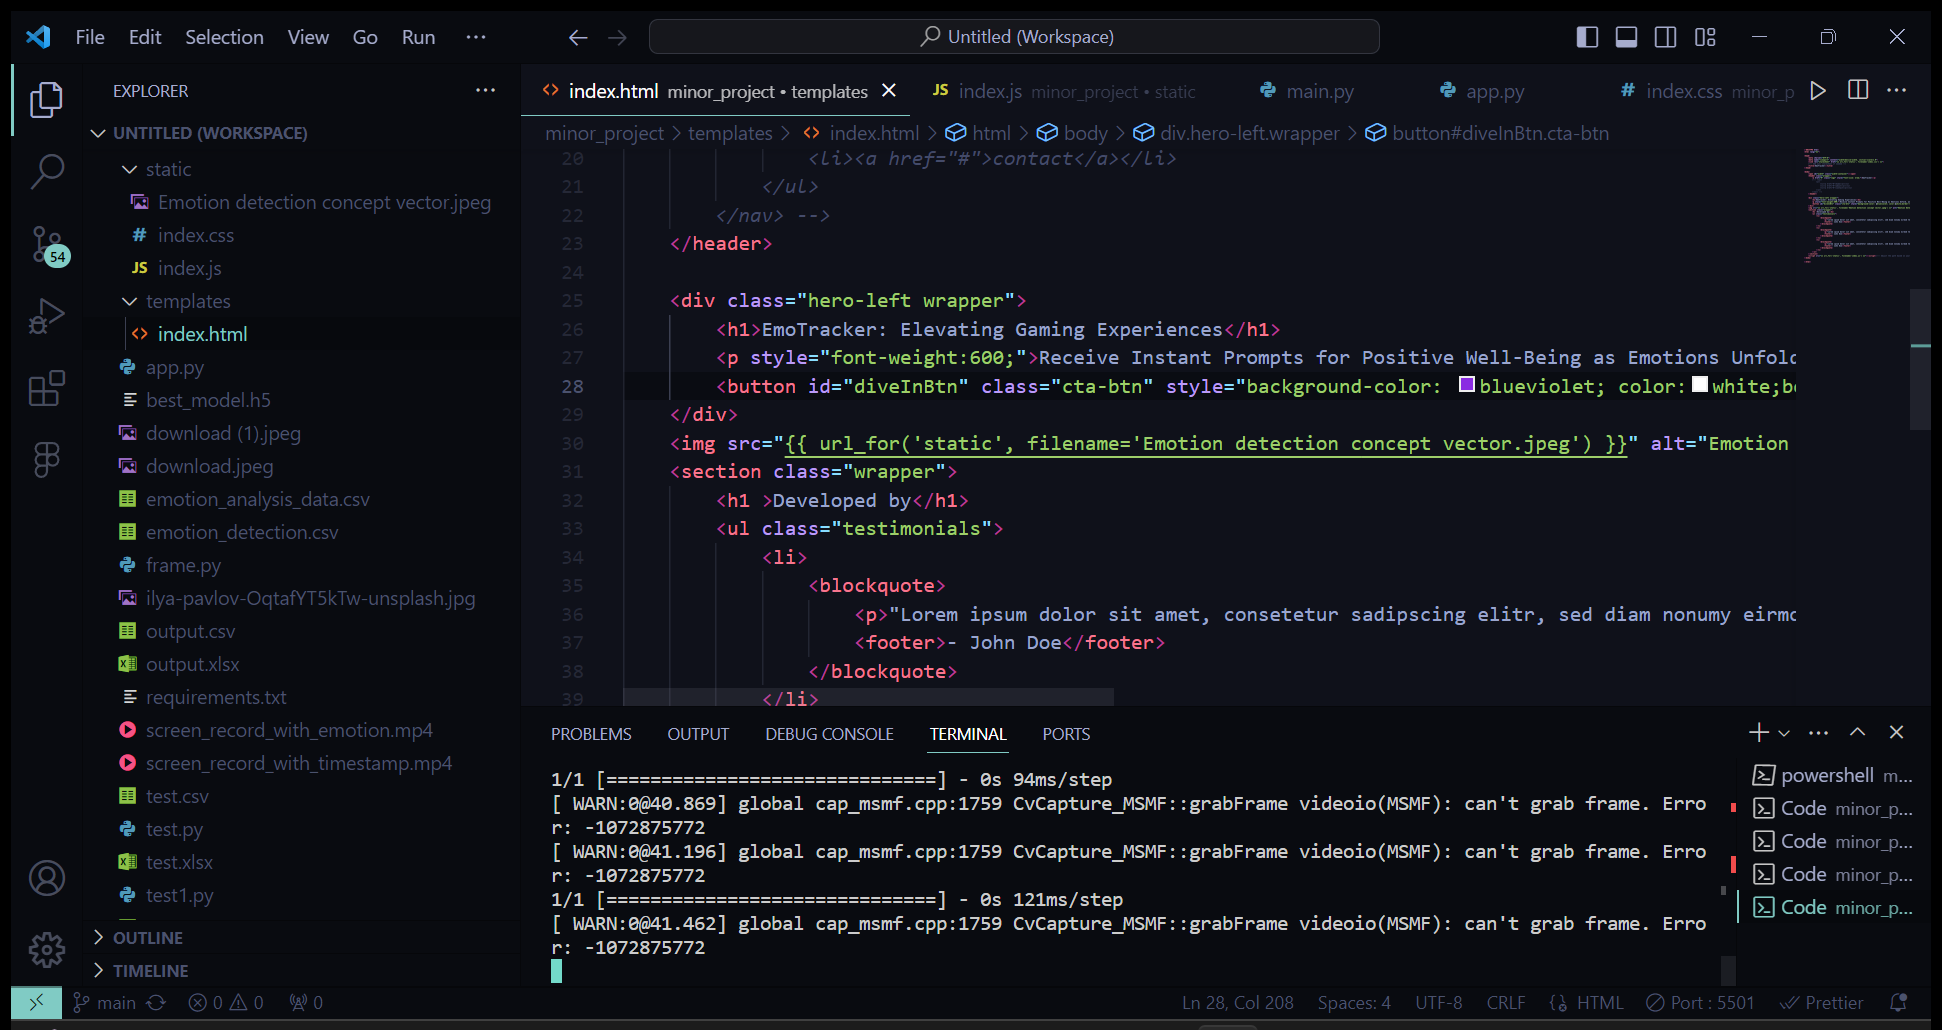 File Edit Selection View Go Run ···
Untitled (Workspace)
EXPLORER ···
UNTITLED (WORKSPACE)
static
Emotion detection concept vector.jpeg
# index.css
JS index.js
templates
<> index.html
app.py
best_model.h5
download (1).jpeg
download.jpeg
emotion_analysis_data.csv
emotion_detection.csv
frame.py
ilya-pavlov-OqtafYT5kTw-unsplash.jpg
output.csv
output.xlsx
requirements.txt
screen_record_with_emotion.mp4
screen_record_with_timestamp.mp4
test.csv
test.py
test.xlsx
test1.py
OUTLINE
TIMELINE
54
<> index.html minor_project • templates
JS index.js minor_project • static
main.py
app.py
# index.css minor_p
minor_project > templates > <> index.html > html > body > div.hero-left.wrapper > button#diveInBtn.cta-btn
20 <li><a href="#">contact</a></li>
21 </ul>
22 </nav> -->
23 </header>
24
25 <div class="hero-left wrapper">
26 <h1>EmoTracker: Elevating Gaming Experiences</h1>
27 <p style="font-weight:600;">Receive Instant Prompts for Positive Well-Being as Emotions Unfol
28 <button id="diveInBtn" class="cta-btn" style="background-color: blueviolet; color: white;b
29 </div>
30 <img src="{{ url_for('static', filename='Emotion detection concept vector.jpeg') }}" alt="Emotion
31 <section class="wrapper">
32 <h1 >Developed by</h1>
33 <ul class="testimonials">
34 <li>
35 <blockquote>
36 <p>"Lorem ipsum dolor sit amet, consetetur sadipscing elitr, sed diam nonumy eirmo
37 <footer>- John Doe</footer>
38 </blockquote>
39 </li>
PROBLEMS OUTPUT DEBUG CONSOLE TERMINAL PORTS
1/1 [==============================] - 0s 94ms/step
[ WARN:0@40.869] global cap_msmf.cpp:1759 CvCapture_MSMF::grabFrame videoio(MSMF): can't grab frame. Erro
r: -1072875772
[ WARN:0@41.196] global cap_msmf.cpp:1759 CvCapture_MSMF::grabFrame videoio(MSMF): can't grab frame. Erro
r: -1072875772
1/1 [==============================] - 0s 121ms/step
[ WARN:0@41.462] global cap_msmf.cpp:1759 CvCapture_MSMF::grabFrame videoio(MSMF): can't grab frame. Erro
r: -1072875772
powershell m...
Code minor_p...
Code minor_p...
Code minor_p...
Code minor_p...
main 0 0 0 Ln 28, Col 208 Spaces: 4 UTF-8 CRLF HTML Port : 5501 Prettier